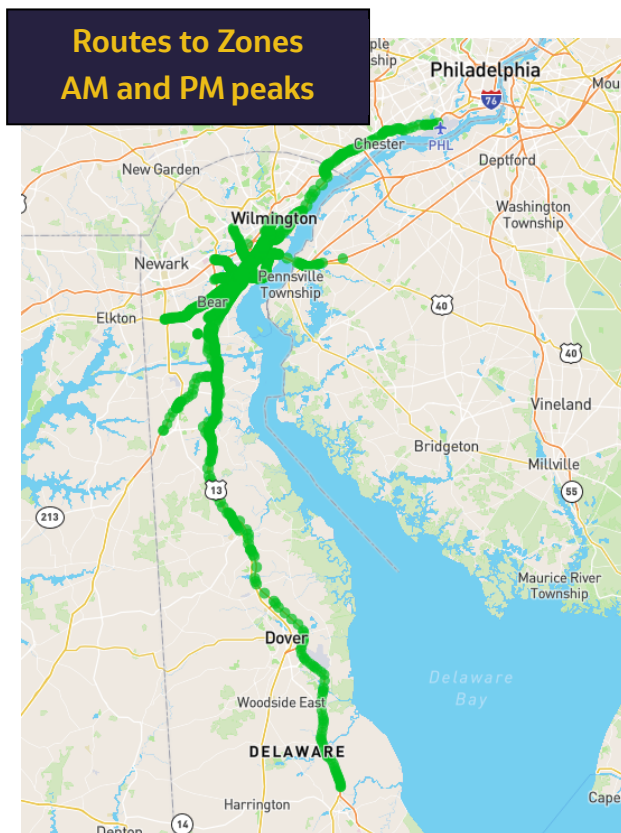 Routes to Zones
AM and PM peaks
Philadelphia
76
Mou
Chester
PHL
Deptford
New Garden
Washington
Township
Wilmington
Newark
Pennsville
Township
Bear
Elkton
40
40
Vineland
Bridgeton
Millville
13
55
213
Maurice River
Township
Dover
Delaware
Bay
Woodside East
DELAWARE
Harrington
Cape
14